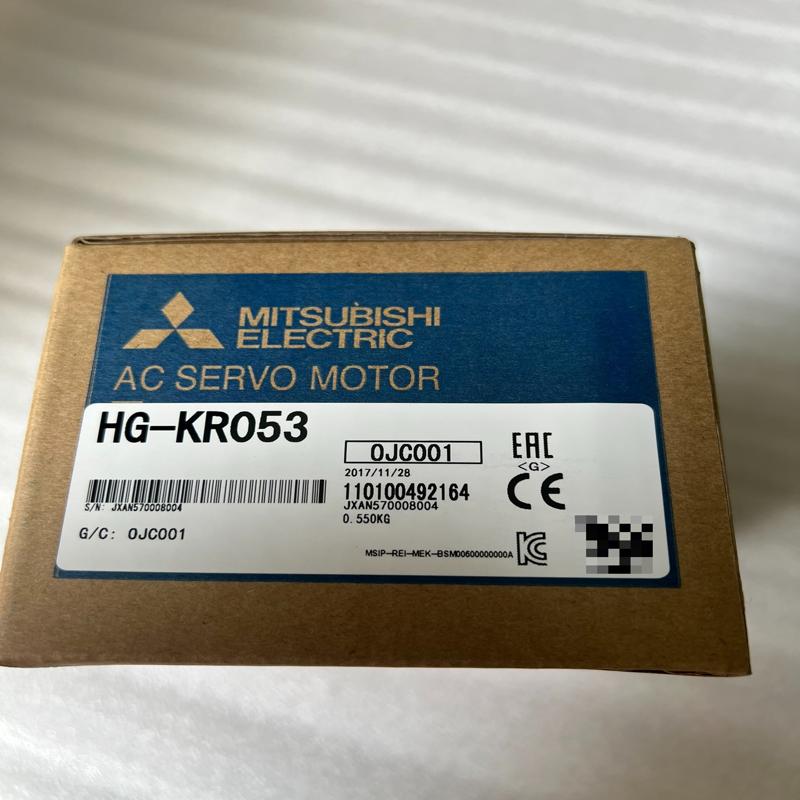 MITSUBISHI
ELECTRIC
AC SERVO MOTOR
HG-KR053
0JC001
2017/11/28
110100492164
JXAN570008004
0.550KG
S/N: JXAN570008004
G/C: 0JC001
EAC
<G>
CE
MSIP-REI-MEK-BSM00600000000A